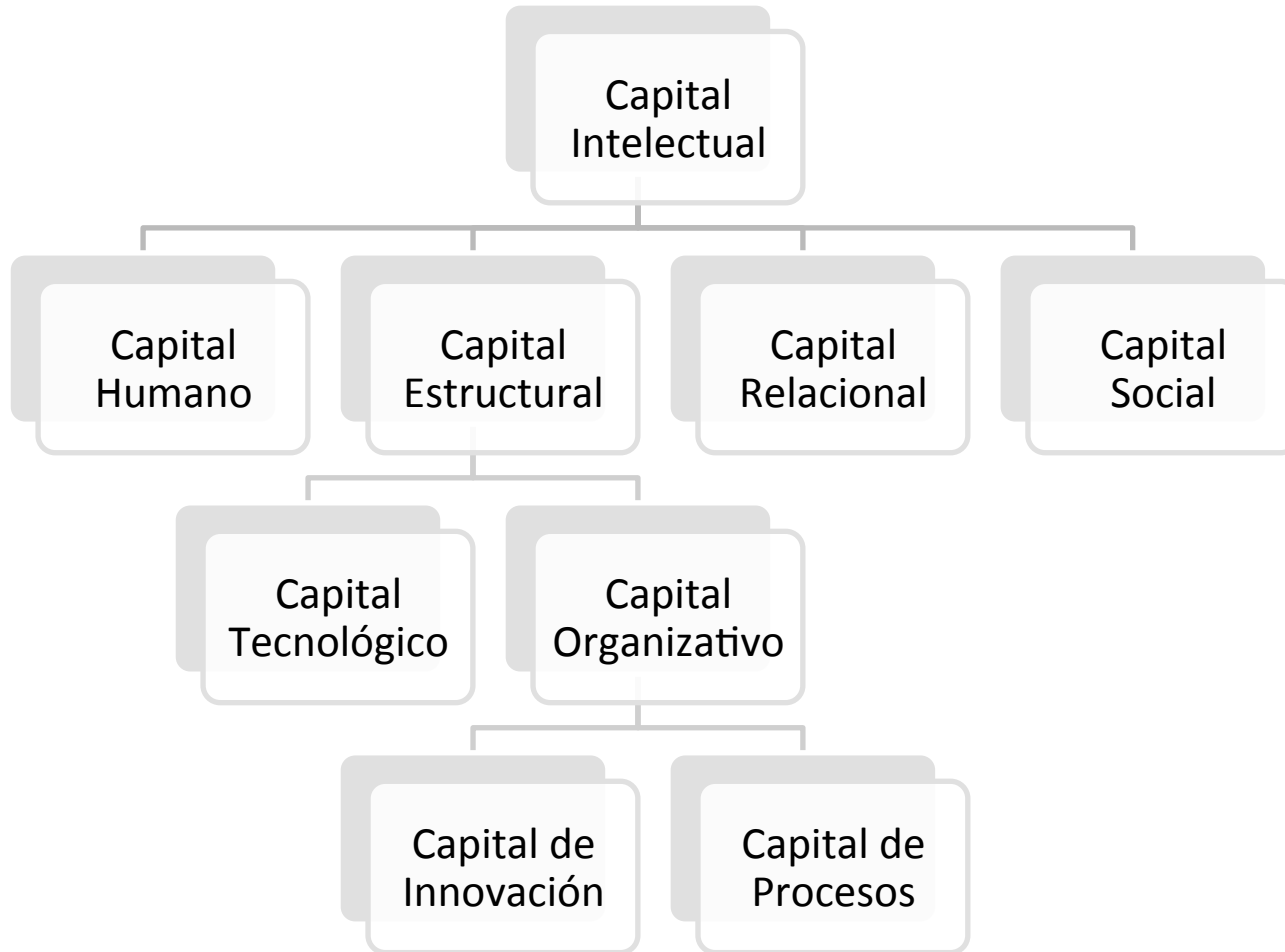 Capital
Intelectual
Capital
Humano
Capital
Estructural
Capital
Relacional
Capital
Social
Capital
Tecnológico
Capital
Organizativo
Capital de
Innovación
Capital de
Procesos